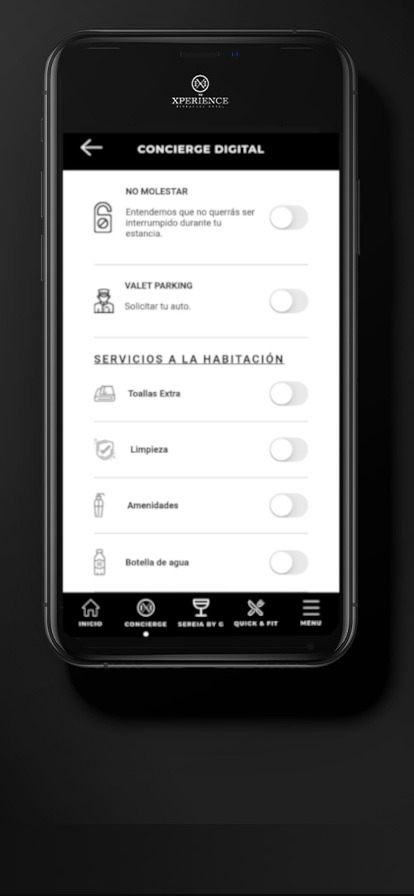 XPERIENCE
CONCIERGE DIGITAL
NO MOLESTAR
Entendemos que no querrás ser
interrumpido durante tu
estancia.
VALET PARKING
Solicitar tu auto.
SERVICIOS A LA HABITACIÓN
Toallas Extra
Limpieza
Amenidades
Botella de agua
INICIO CONCIERGE SEREIA BY G QUICK & FIT MENU